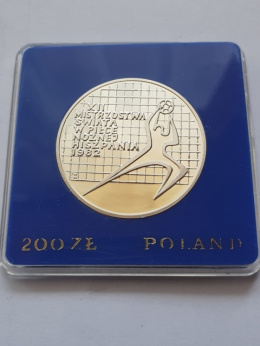 XII
MISTRZOSTWA
ŚWIATA
W PIŁCE
NOŻNEJ
HISZPANIA
1982
200 ZŁ POLAND